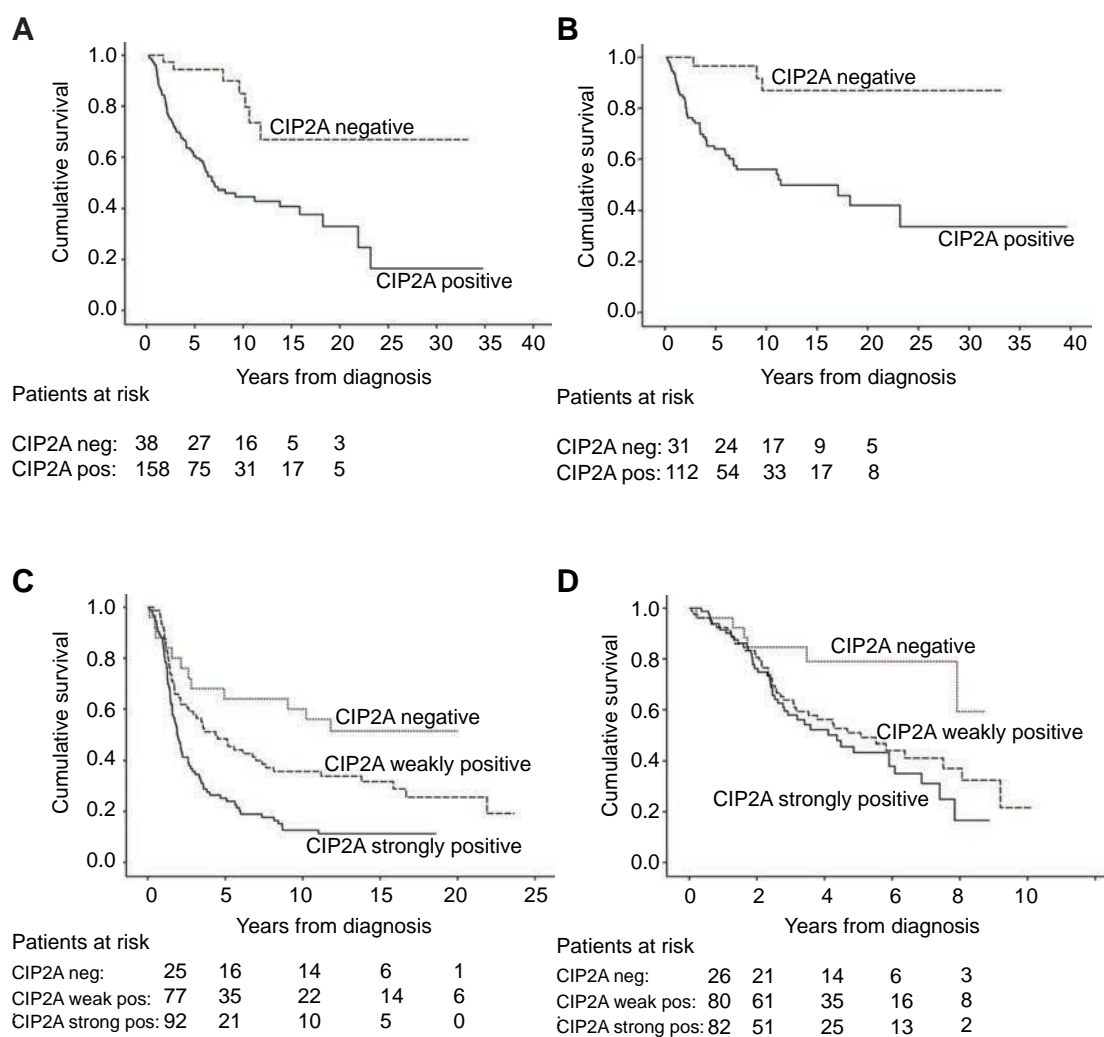 A
Cumulative survival
1.0
0.8
0.6
0.4
0.2
0.0
CIP2A negative
CIP2A positive
0 5 10 15 20 25 30 35 40
Years from diagnosis
Patients at risk
CIP2A neg: 38 27 16 5 3
CIP2A pos: 158 75 31 17 5
B
Cumulative survival
1.0
0.8
0.6
0.4
0.2
0.0
CIP2A negative
CIP2A positive
0 5 10 15 20 25 30 35 40
Years from diagnosis
Patients at risk
CIP2A neg: 31 24 17 9 5
CIP2A pos: 112 54 33 17 8
C
Cumulative survival
1.0
0.8
0.6
0.4
0.2
0.0
CIP2A negative
CIP2A weakly positive
CIP2A strongly positive
0 5 10 15 20 25
Years from diagnosis
Patients at risk
CIP2A neg: 25 16 14 6 1
CIP2A weak pos: 77 35 22 14 6
CIP2A strong pos: 92 21 10 5 0
D
Cumulative survival
1.0
0.8
0.6
0.4
0.2
0.0
CIP2A negative
CIP2A weakly positive
CIP2A strongly positive
0 2 4 6 8 10
Years from diagnosis
Patients at risk
CIP2A neg: 26 21 14 6 3
CIP2A weak pos: 80 61 35 16 8
CIP2A strong pos: 82 51 25 13 2